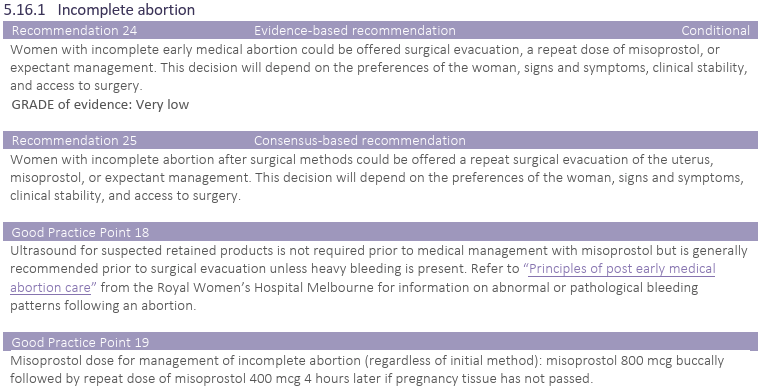 5.16.1 Incomplete abortion
Recommendation 24 Evidence-based recommendation Conditional
Women with incomplete early medical abortion could be offered surgical evacuation, a repeat dose of misoprostol, or
expectant management. This decision will depend on the preferences of the woman, signs and symptoms, clinical stability,
and access to surgery.
GRADE of evidence: Very low
Recommendation 25 Consensus-based recommendation
Women with incomplete abortion after surgical methods could be offered a repeat surgical evacuation of the uterus,
misoprostol, or expectant management. This decision will depend on the preferences of the woman, signs and symptoms,
clinical stability, and access to surgery.
Good Practice Point 18
Ultrasound for suspected retained products is not required prior to medical management with misoprostol but is generally
recommended prior to surgical evacuation unless heavy bleeding is present. Refer to “Principles of post early medical
abortion care” from the Royal Women’s Hospital Melbourne for information on abnormal or pathological bleeding
patterns following an abortion.
Good Practice Point 19
Misoprostol dose for management of incomplete abortion (regardless of initial method): misoprostol 800 mcg buccally
followed by repeat dose of misoprostol 400 mcg 4 hours later if pregnancy tissue has not passed.